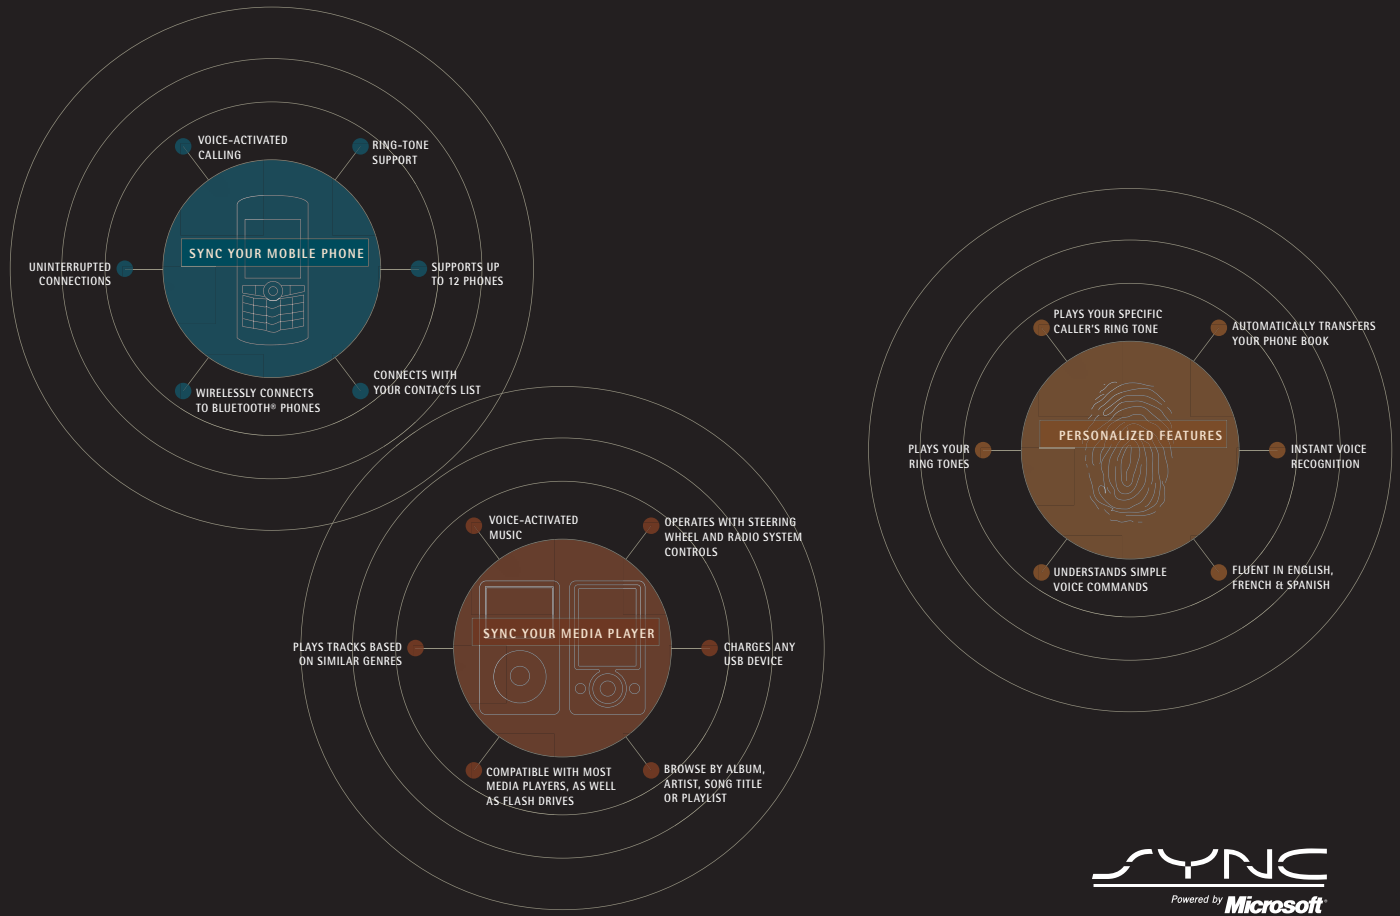 VOICE-ACTIVATED
CALLING
RING-TONE
SUPPORT
SYNC YOUR MOBILE PHONE
UNINTERRUPTED
CONNECTIONS
SUPPORTS UP
TO 12 PHONES
WIRELESSLY CONNECTS
TO BLUETOOTH® PHONES
CONNECTS WITH
YOUR CONTACTS LIST
VOICE-ACTIVATED
MUSIC
OPERATES WITH STEERING
WHEEL AND RADIO SYSTEM
CONTROLS
SYNC YOUR MEDIA PLAYER
PLAYS TRACKS BASED
ON SIMILAR GENRES
CHARGES ANY
USB DEVICE
COMPATIBLE WITH MOST
MEDIA PLAYERS, AS WELL
AS FLASH DRIVES
BROWSE BY ALBUM,
ARTIST, SONG TITLE
OR PLAYLIST
PLAYS YOUR SPECIFIC
CALLER'S RING TONE
AUTOMATICALLY TRANSFERS
YOUR PHONE BOOK
PERSONALIZED FEATURES
PLAYS YOUR
RING TONES
INSTANT VOICE
RECOGNITION
UNDERSTANDS SIMPLE
VOICE COMMANDS
FLUENT IN ENGLISH,
FRENCH & SPANISH
SYNC
Powered by Microsoft®